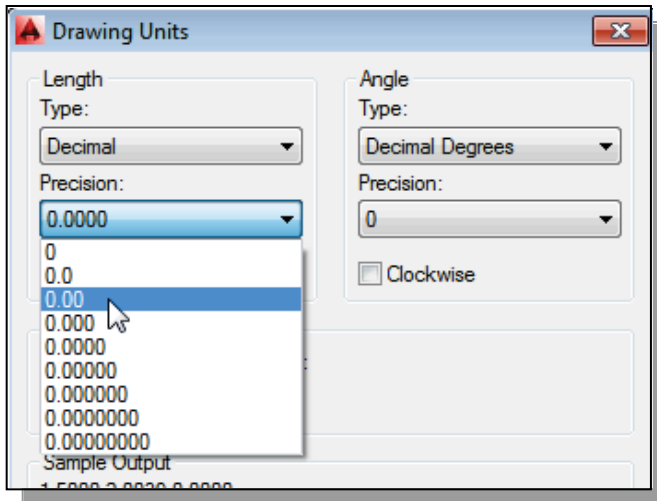 Drawing Units
Length
Type:
Decimal
Precision:
0.0000
0
0.0
0.00
0.000
0.0000
0.00000
0.000000
0.0000000
0.00000000
Angle
Type:
Decimal Degrees
Precision:
0
Clockwise
Sample Output